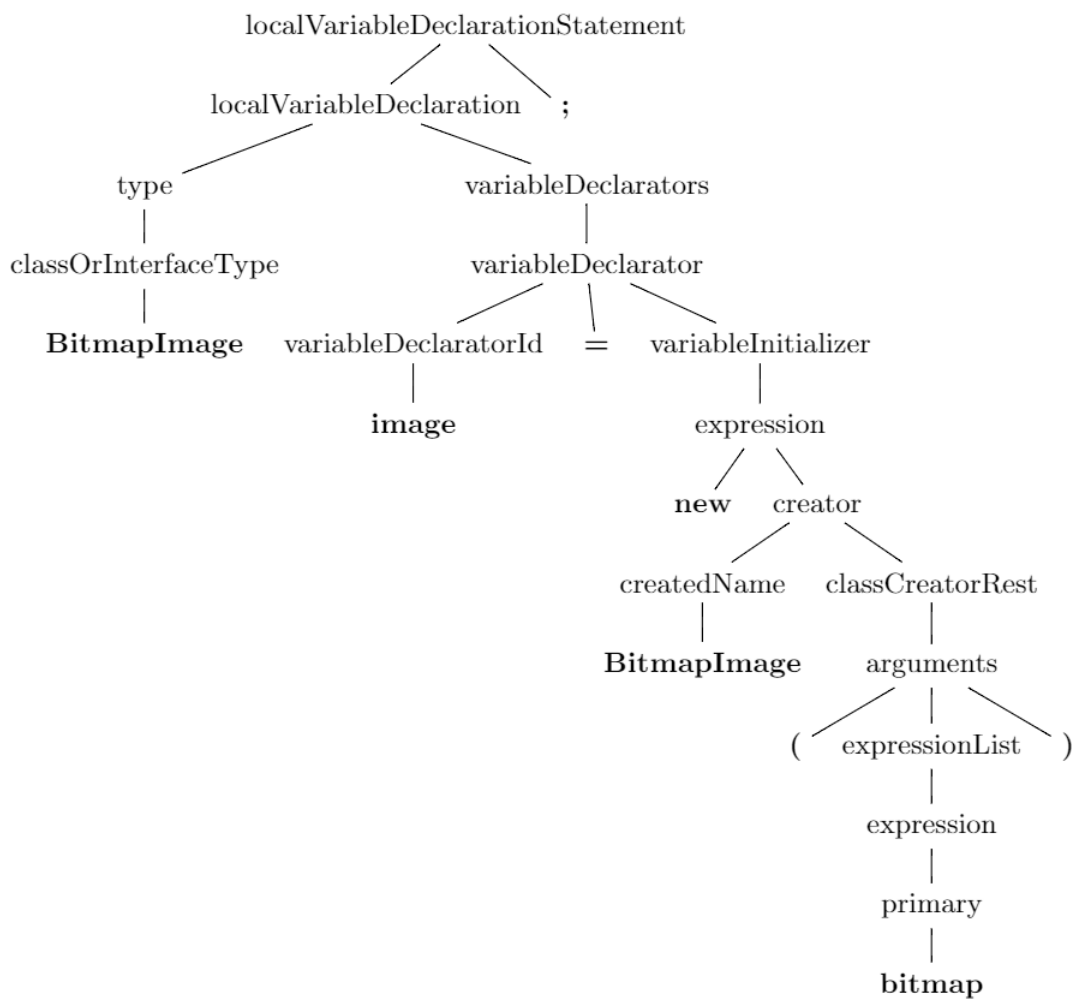 localVariableDeclarationStatement
localVariableDeclaration ;
type variableDeclarators
classOrInterfaceType variableDeclarator
BitmapImage variableDeclaratorId = variableInitializer
image expression
new creator
createdName classCreatorRest
BitmapImage arguments
( expressionList )
expression
primary
bitmap